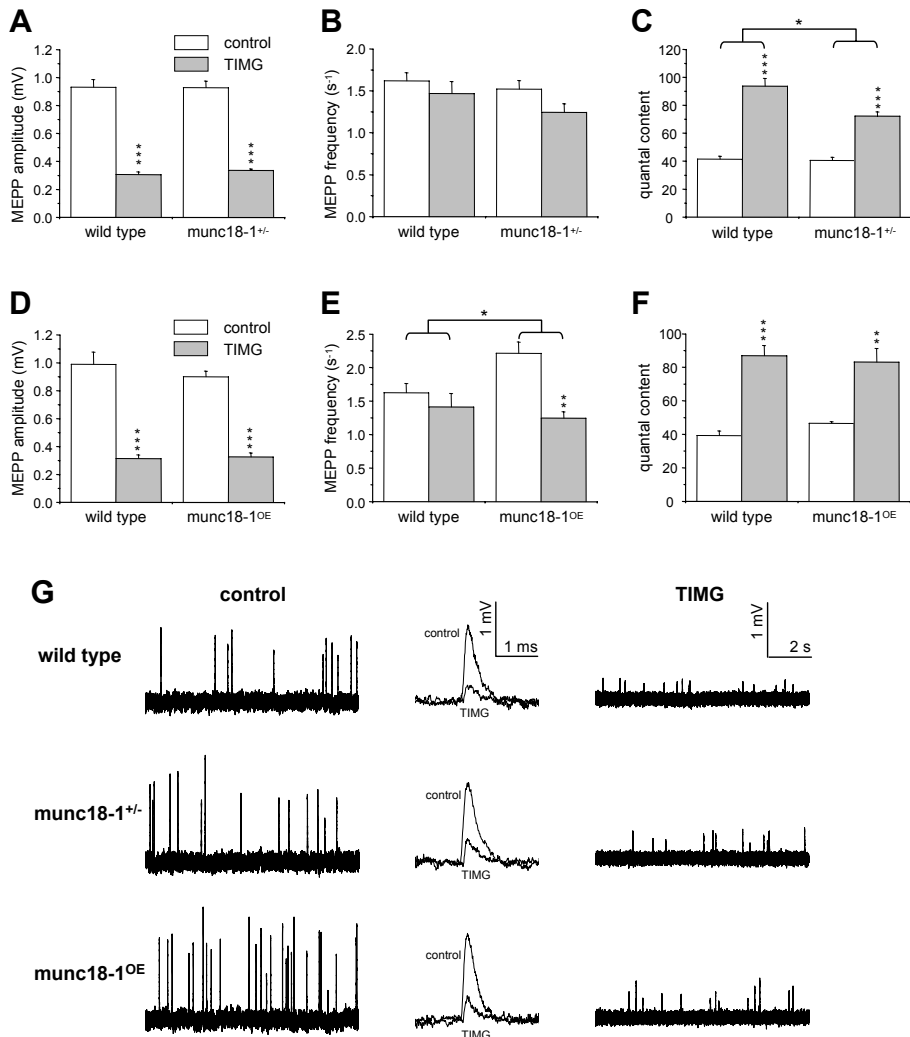 A
MEPP amplitude (mV)
1.2
1.0
0.8
0.6
0.4
0.2
0.0
control
TIMG
***
***
wild type
munc18-1+/-
B
MEPP frequency (s-1)
2.0
1.5
1.0
0.5
0.0
wild type
munc18-1+/-
C
quantal content
120
100
80
60
40
20
0
*
***
***
wild type
munc18-1+/-
D
MEPP amplitude (mV)
1.2
1.0
0.8
0.6
0.4
0.2
0.0
control
TIMG
***
***
wild type
munc18-1OE
E
MEPP frequency (s-1)
2.5
2.0
1.5
1.0
0.5
0.0
*
**
wild type
munc18-1OE
F
quantal content
100
80
60
40
20
0
***
**
wild type
munc18-1OE
G
control
TIMG
wild type
control
TIMG
1 mV
1 ms
1 mV
2 s
munc18-1+/-
control
TIMG
munc18-1OE
control
TIMG